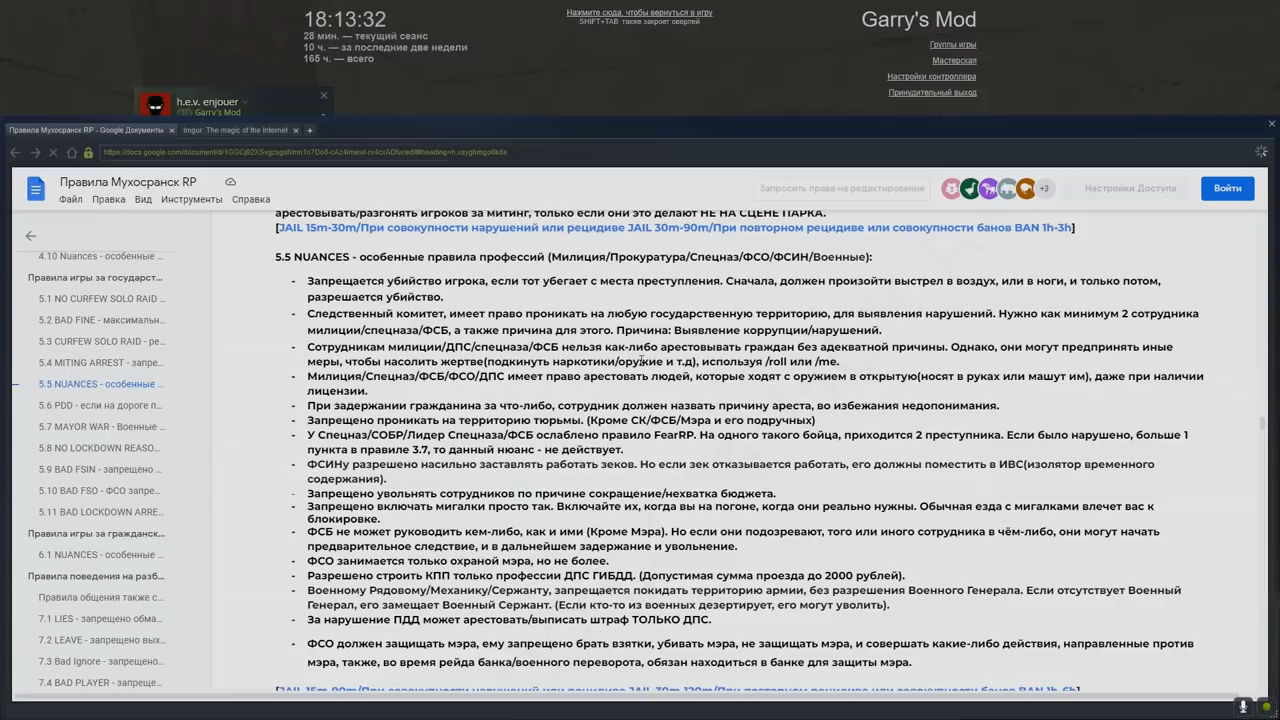 18:13:32
28 мин. — текущий сеанс
10 ч. — за последние две недели
165 ч. — всего
Нажмите сюда, чтобы вернуться в игру
SHIFT+TAB также закроет оверлей
Garry's Mod
Группы игры
Мастерская
Настройки контроллера
Принудительный выход
h.e.v. enjouer
Garry's Mod
Правила Мухосранск RP - Google Документы
Imgur: The magic of the Internet
Правила Мухосранск RP
Файл Правка Вид Инструменты Справка
Запросить права на редактирование
+3
Настройки Доступа
Войти
4.10 Nuances - особенные ...
Правила игры за государст...
5.1 NO CURFEW SOLO RAID ...
5.2 BAD FINE - максимальн...
5.3 CURFEW SOLO RAID - ре...
5.4 MITING ARREST - запре...
5.5 NUANCES - особенные ...
5.6 PDD - если на дороге п...
5.7 MAYOR WAR - Военные ...
5.8 NO LOCKDOWN REASO...
5.9 BAD FSIN - запрещено ...
5.10 BAD FSO - ФСО запре...
5.11 BAD LOCKDOWN ARRE...
Правила игры за гражданск...
6.1 NUANCES - особенные ...
Правила поведения на разб...
Правила общения также с...
7.1 LIES - запрещено обма...
7.2 LEAVE - запрещено вых...
7.3 Bad Ignore - запрещено...
7.4 BAD PLAYER - запреще...
арестовывать/разгонять игроков за митинг, только если они это делают НЕ НА СЦЕНЕ ПАРКА.
[JAIL 15m-30m/При совокупности нарушений или рецидиве JAIL 30m-90m/При повторном рецидиве или совокупности банов BAN 1h-3h]
5.5 NUANCES - особенные правила профессий (Милиция/Прокуратура/Спецназ/ФСО/ФСИН/Военные):
- Запрещается убийство игрока, если тот убегает с места преступления. Сначала, должен произойти выстрел в воздух, или в ноги, и только потом,
разрешается убийство.
- Следственный комитет, имеет право проникать на любую государственную территорию, для выявления нарушений. Нужно как минимум 2 сотрудника
милиции/спецназа/ФСБ, а также причина для этого. Причина: Выявление коррупции/нарушений.
- Сотрудникам милиции/ДПС/спецназа/ФСБ нельзя как-либо арестовывать граждан без адекватной причины. Однако, они могут предпринять иные
меры, чтобы насолить жертве(подкинуть наркотики/оружие и т.д), используя /roll или /me.
- Милиция/Спецназ/ФСБ/ФСО/ДПС имеет право арестовать людей, которые ходят с оружием в открытую(носят в руках или машут им), даже при наличии
лицензии.
- При задержании гражданина за что-либо, сотрудник должен назвать причину ареста, во избежания недопонимания.
- Запрещено проникать на территорию тюрьмы. (Кроме СК/ФСБ/Мэра и его подручных)
- У Спецназ/СОБР/Лидер Спецназа/ФСБ ослаблено правило FearRP. На одного такого бойца, приходится 2 преступника. Если было нарушено, больше 1
пункта в правиле 3.7, то данный нюанс - не действует.
- ФСИНу разрешено насильно заставлять работать зеков. Но если зек отказывается работать, его должны поместить в ИВС(изолятор временного
содержания).
- Запрещено увольнять сотрудников по причине сокращение/нехватка бюджета.
- Запрещено включать мигалки просто так. Включайте их, когда вы на погоне, когда они реально нужны. Обычная езда с мигалками влечет вас к
блокировке.
- ФСБ не может руководить кем-либо, как и ими (Кроме Мэра). Но если они подозревают, того или иного сотрудника в чём-либо, они могут начать
предварительное следствие, и в дальнейшем задержание и увольнение.
- ФСО занимается только охраной мэра, но не более.
- Разрешено строить КПП только профессии ДПС ГИБДД. (Допустимая сумма проезда до 2000 рублей).
- Военному Рядовому/Механику/Сержанту, запрещается покидать территорию армии, без разрешения Военного Генерала. Если отсутствует Военный
Генерал, его замещает Военный Сержант. (Если кто-то из военных дезертирует, его могут уволить).
- За нарушение ПДД может арестовать/выписать штраф ТОЛЬКО ДПС.
- ФСО должен защищать мэра, ему запрещено брать взятки, убивать мэра, не защищать мэра, и совершать какие-либо действия, направленные против
мэра, также, во время рейда банка/военного переворота, обязан находиться в банке для защиты мэра.
[JAIL 15m-90m/При совокупности нарушений или рецидиве JAIL 30m-120m/При повторном рецидиве или совокупности банов BAN 1h-6h]